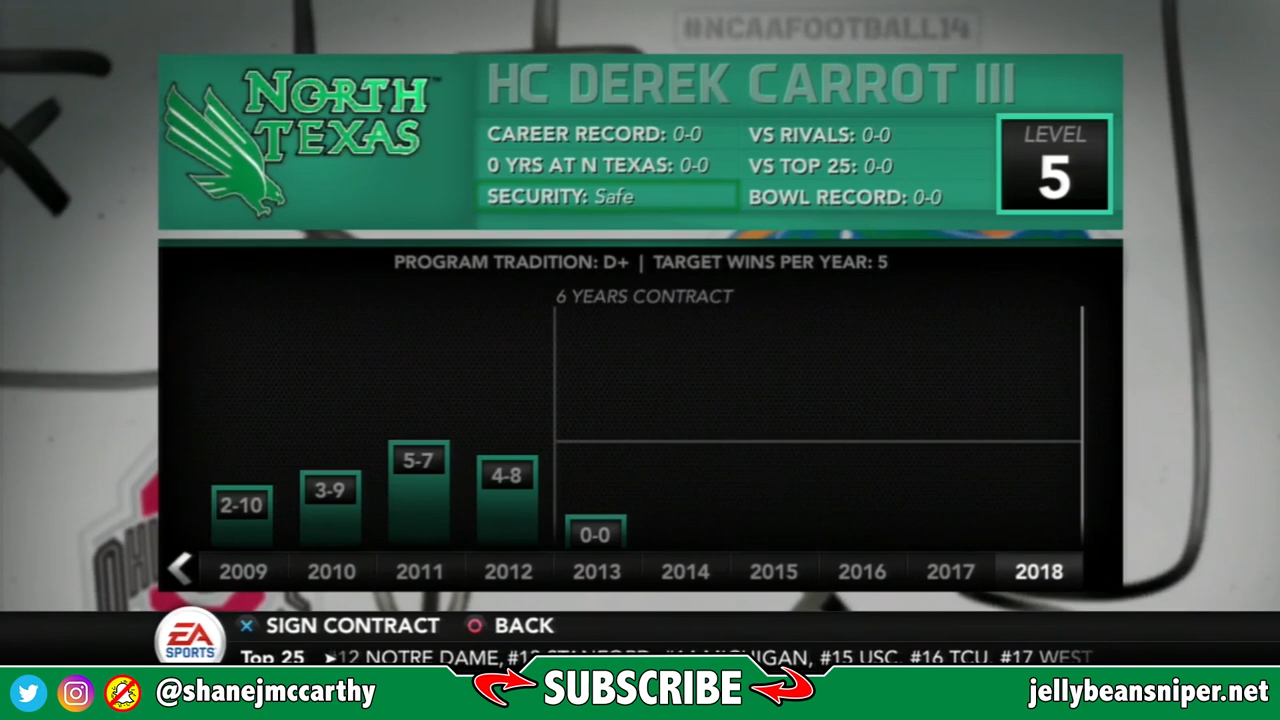 #NCAAFOOTBALL14
NORTH TEXAS™
HC DEREK CARROT III
CAREER RECORD: 0-0
VS RIVALS: 0-0
0 YRS AT N TEXAS: 0-0
VS TOP 25: 0-0
SECURITY: Safe
BOWL RECORD: 0-0
LEVEL
5
PROGRAM TRADITION: D+ | TARGET WINS PER YEAR: 5
6 YEARS CONTRACT
2-10
3-9
5-7
4-8
0-0
2009 2010 2011 2012 2013 2014 2015 2016 2017 2018
EA SPORTS
SIGN CONTRACT
BACK
Top 25 #12 NOTRE DAME, #13 STANFORD, #14 MICHIGAN, #15 USC, #16 TCU, #17 WEST
@shanejmccarthy
SUBSCRIBE
jellybeansniper.net